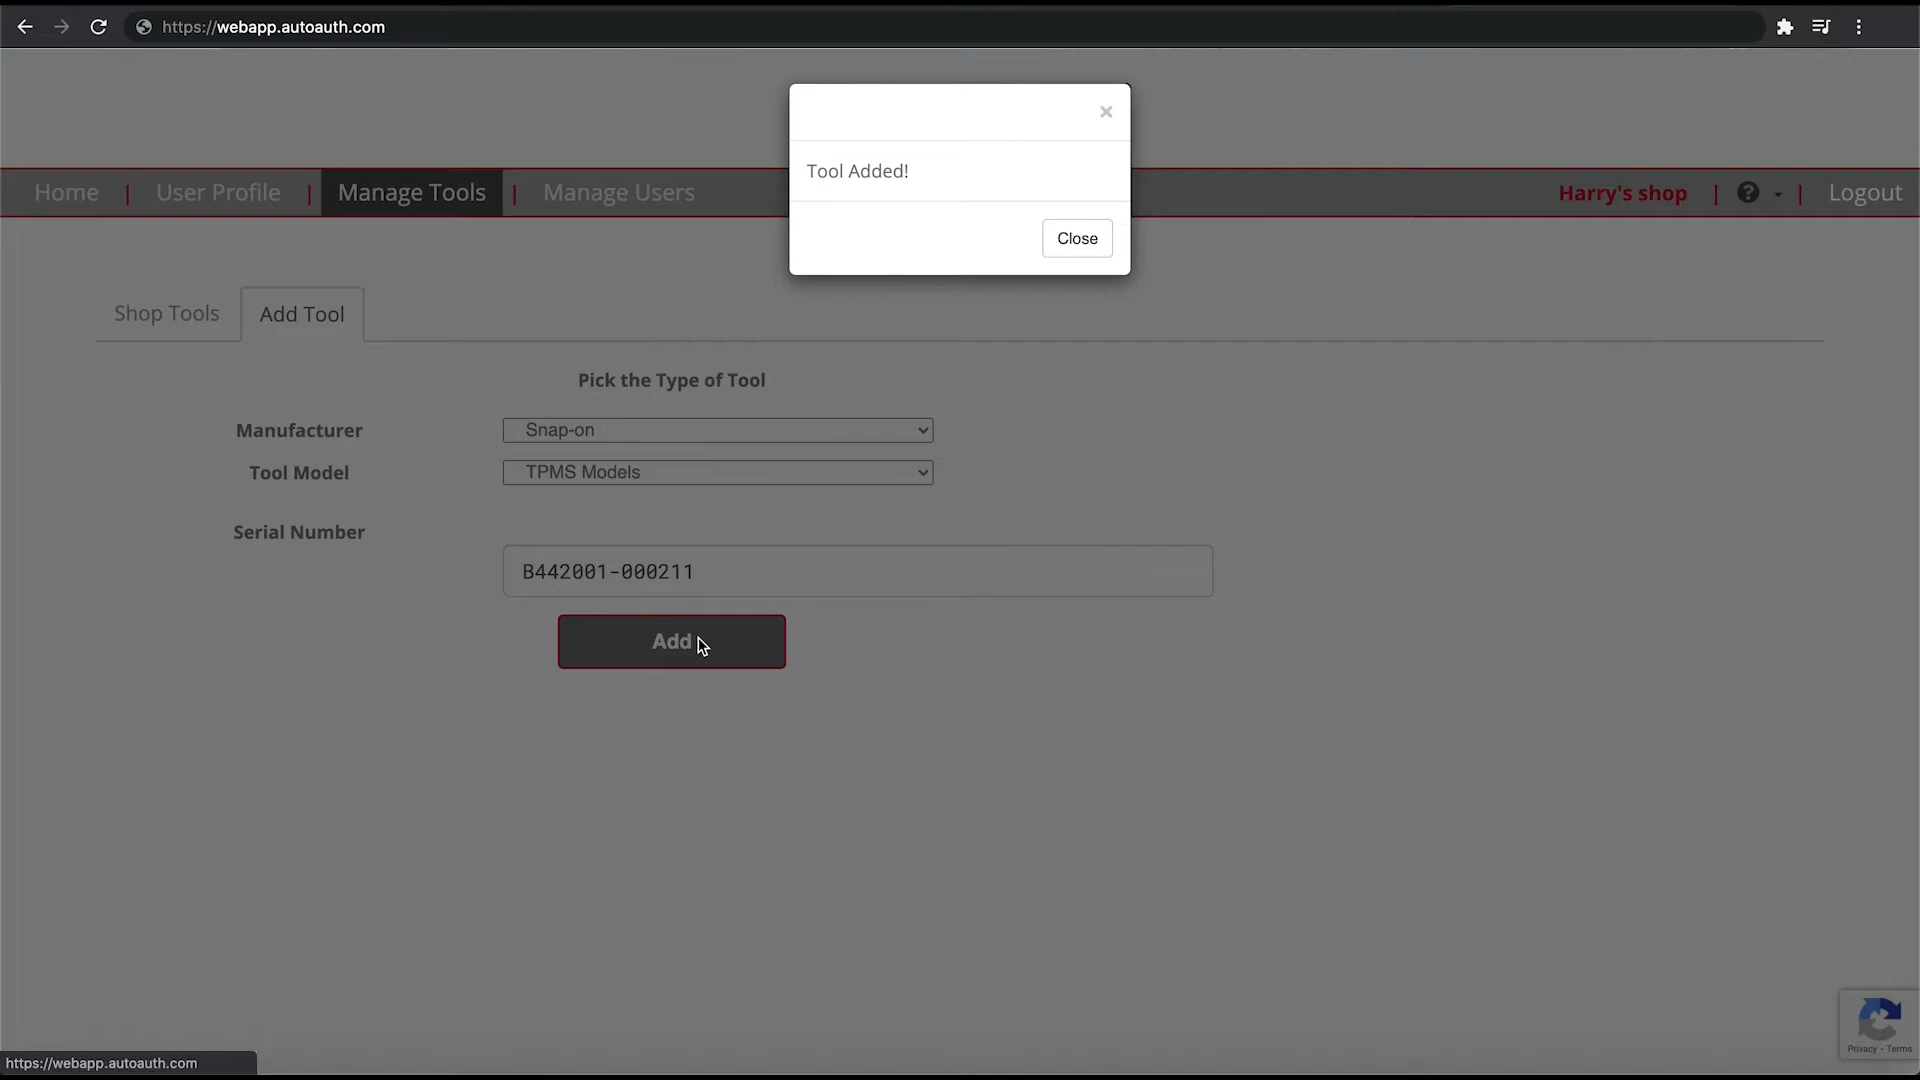 https://webapp.autoauth.com
×
Tool Added!
Close
Home | User Profile | Manage Tools | Manage Users
Harry's shop | ? | Logout
Shop Tools
Add Tool
Pick the Type of Tool
Manufacturer
Snap-on
Tool Model
TPMS Models
Serial Number
B442001-000211
Add
Privacy - Terms
https://webapp.autoauth.com